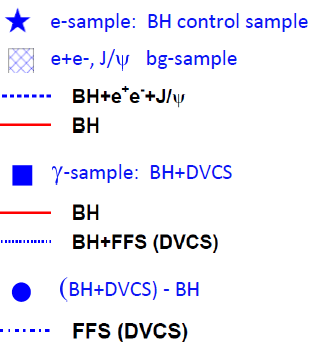 e-sample: BH control sample
e+e-, J/ψ bg-sample
BH+e⁺e⁻+J/ψ
BH
γ-sample: BH+DVCS
BH
BH+FFS (DVCS)
(BH+DVCS) - BH
FFS (DVCS)